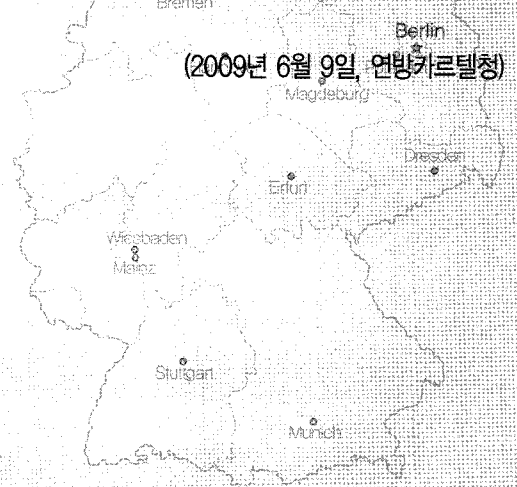 Bremen
Berlin
(2009년 6월 9일, 연방카르텔청)
Magdeburg
Dresden
Erfurt
Wiesbaden
Mainz
Stuttgart
Munich